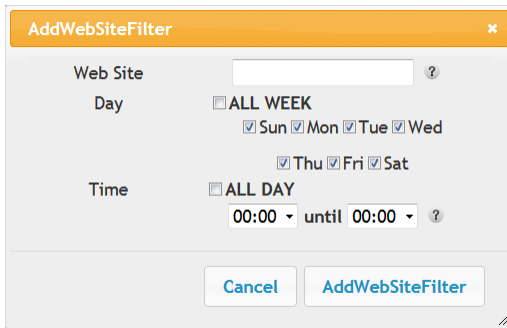 AddWebSiteFilter ×
Web Site ?
Day ALL WEEK
Sun Mon Tue Wed
Thu Fri Sat
Time ALL DAY
00:00 until 00:00 ?
Cancel AddWebSiteFilter